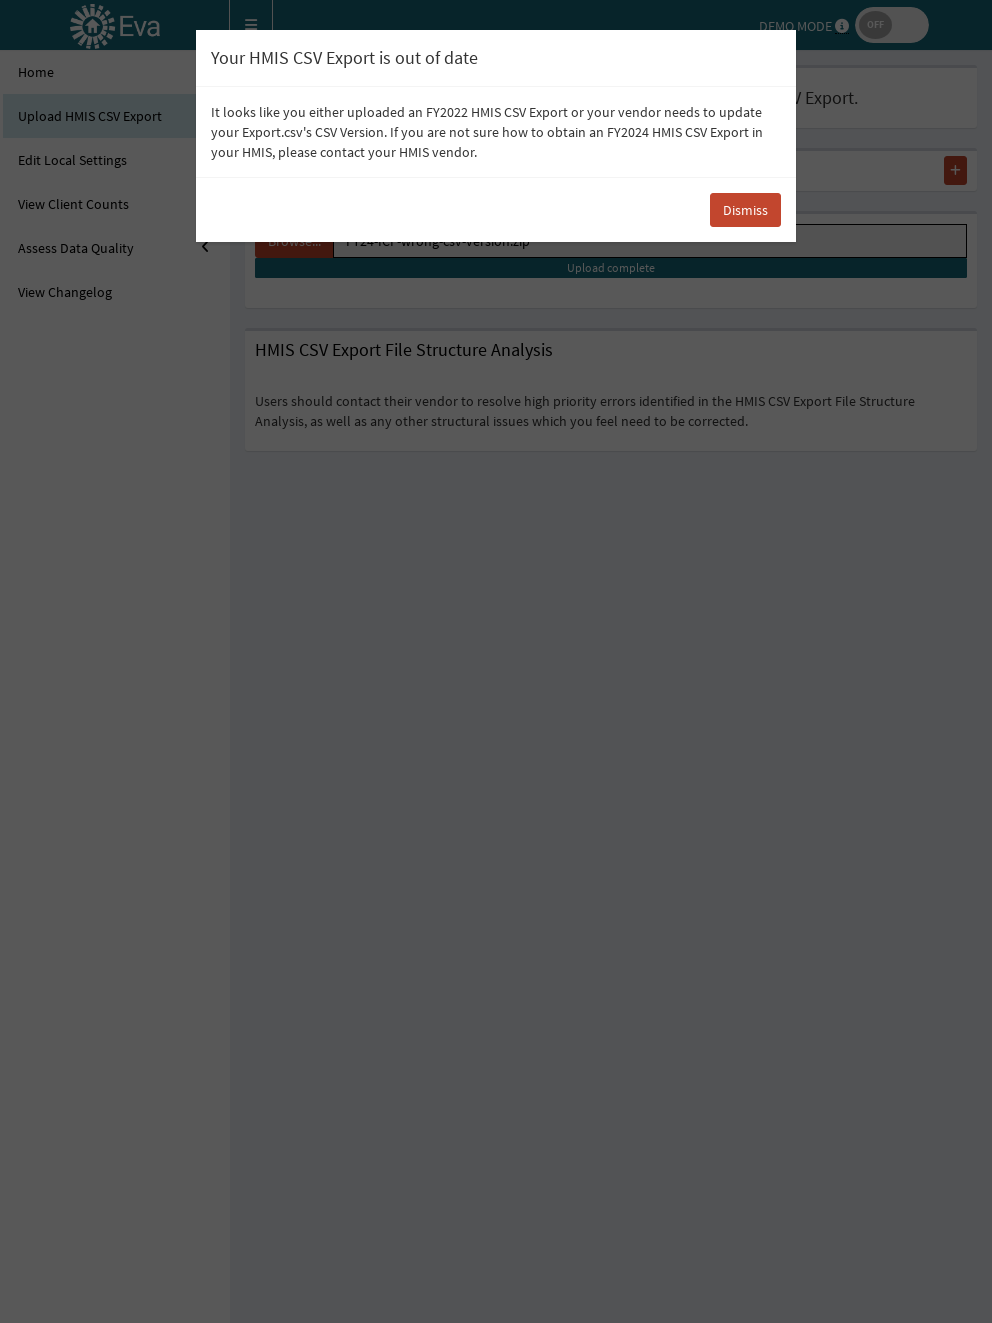 Eva
DEMO MODE
OFF
Your HMIS CSV Export is out of date
It looks like you either uploaded an FY2022 HMIS CSV Export or your vendor needs to update
your Export.csv's CSV Version. If you are not sure how to obtain an FY2024 HMIS CSV Export in
your HMIS, please contact your HMIS vendor.
Dismiss
Home
Upload HMIS CSV Export
Edit Local Settings
View Client Counts
Assess Data Quality
View Changelog
Export.
+
Browse...
FY24-ICF-wrong-csv-version.zip
Upload complete
HMIS CSV Export File Structure Analysis
Users should contact their vendor to resolve high priority errors identified in the HMIS CSV Export File Structure
Analysis, as well as any other structural issues which you feel need to be corrected.